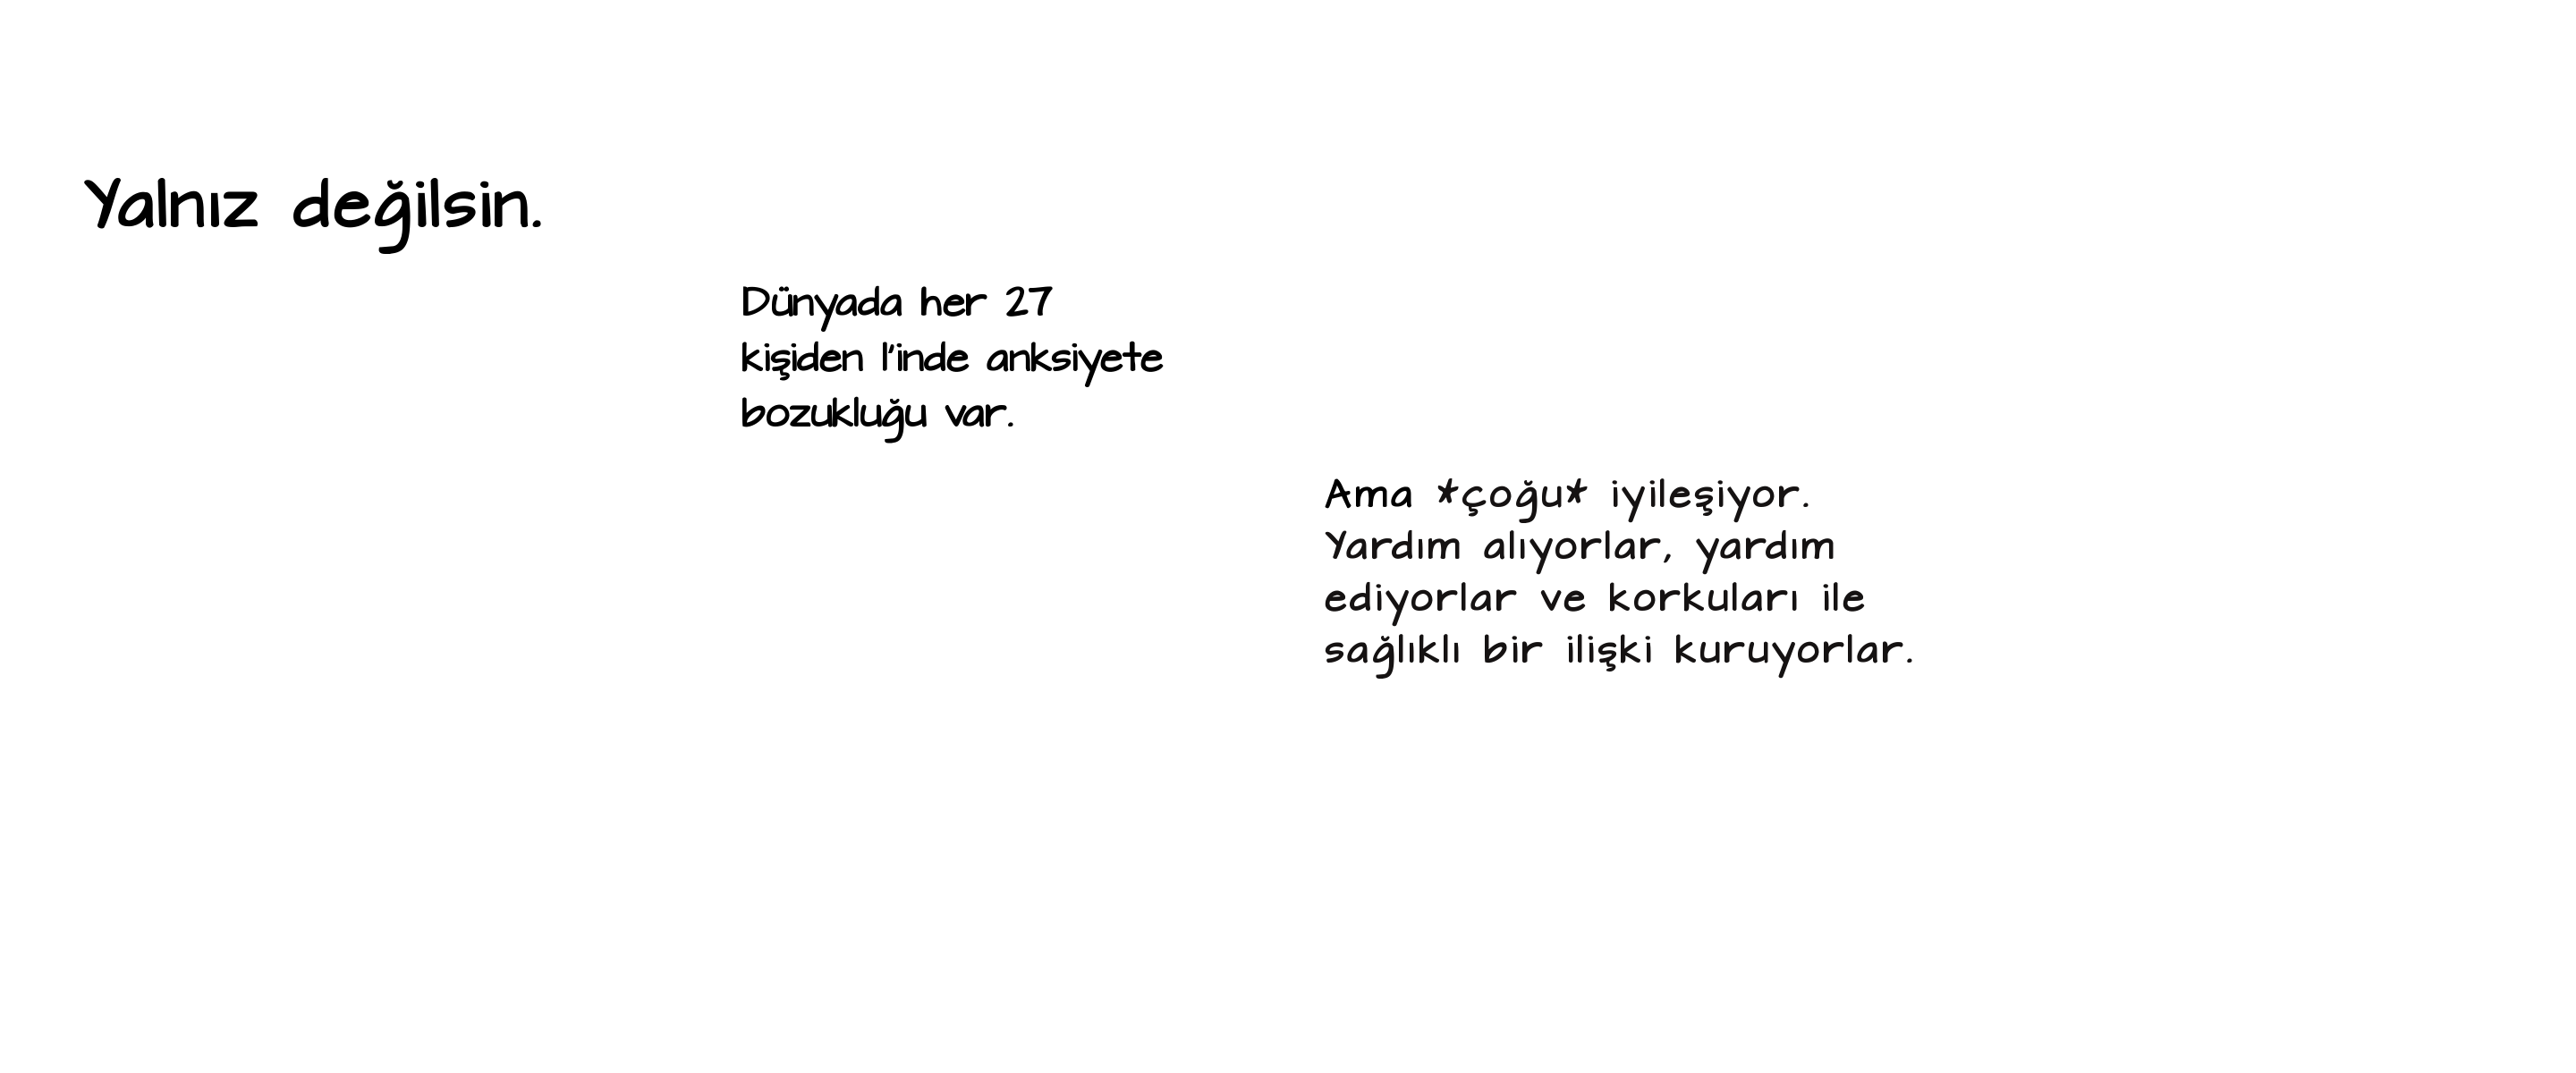 Yalnız değilsin.
Dünyada her 27
kişiden 1'inde anksiyete
bozukluğu var.
Ama *çoğu* iyileşiyor.
Yardım alıyorlar, yardım
ediyorlar ve korkuları ile
sağlıklı bir ilişki kuruyorlar.